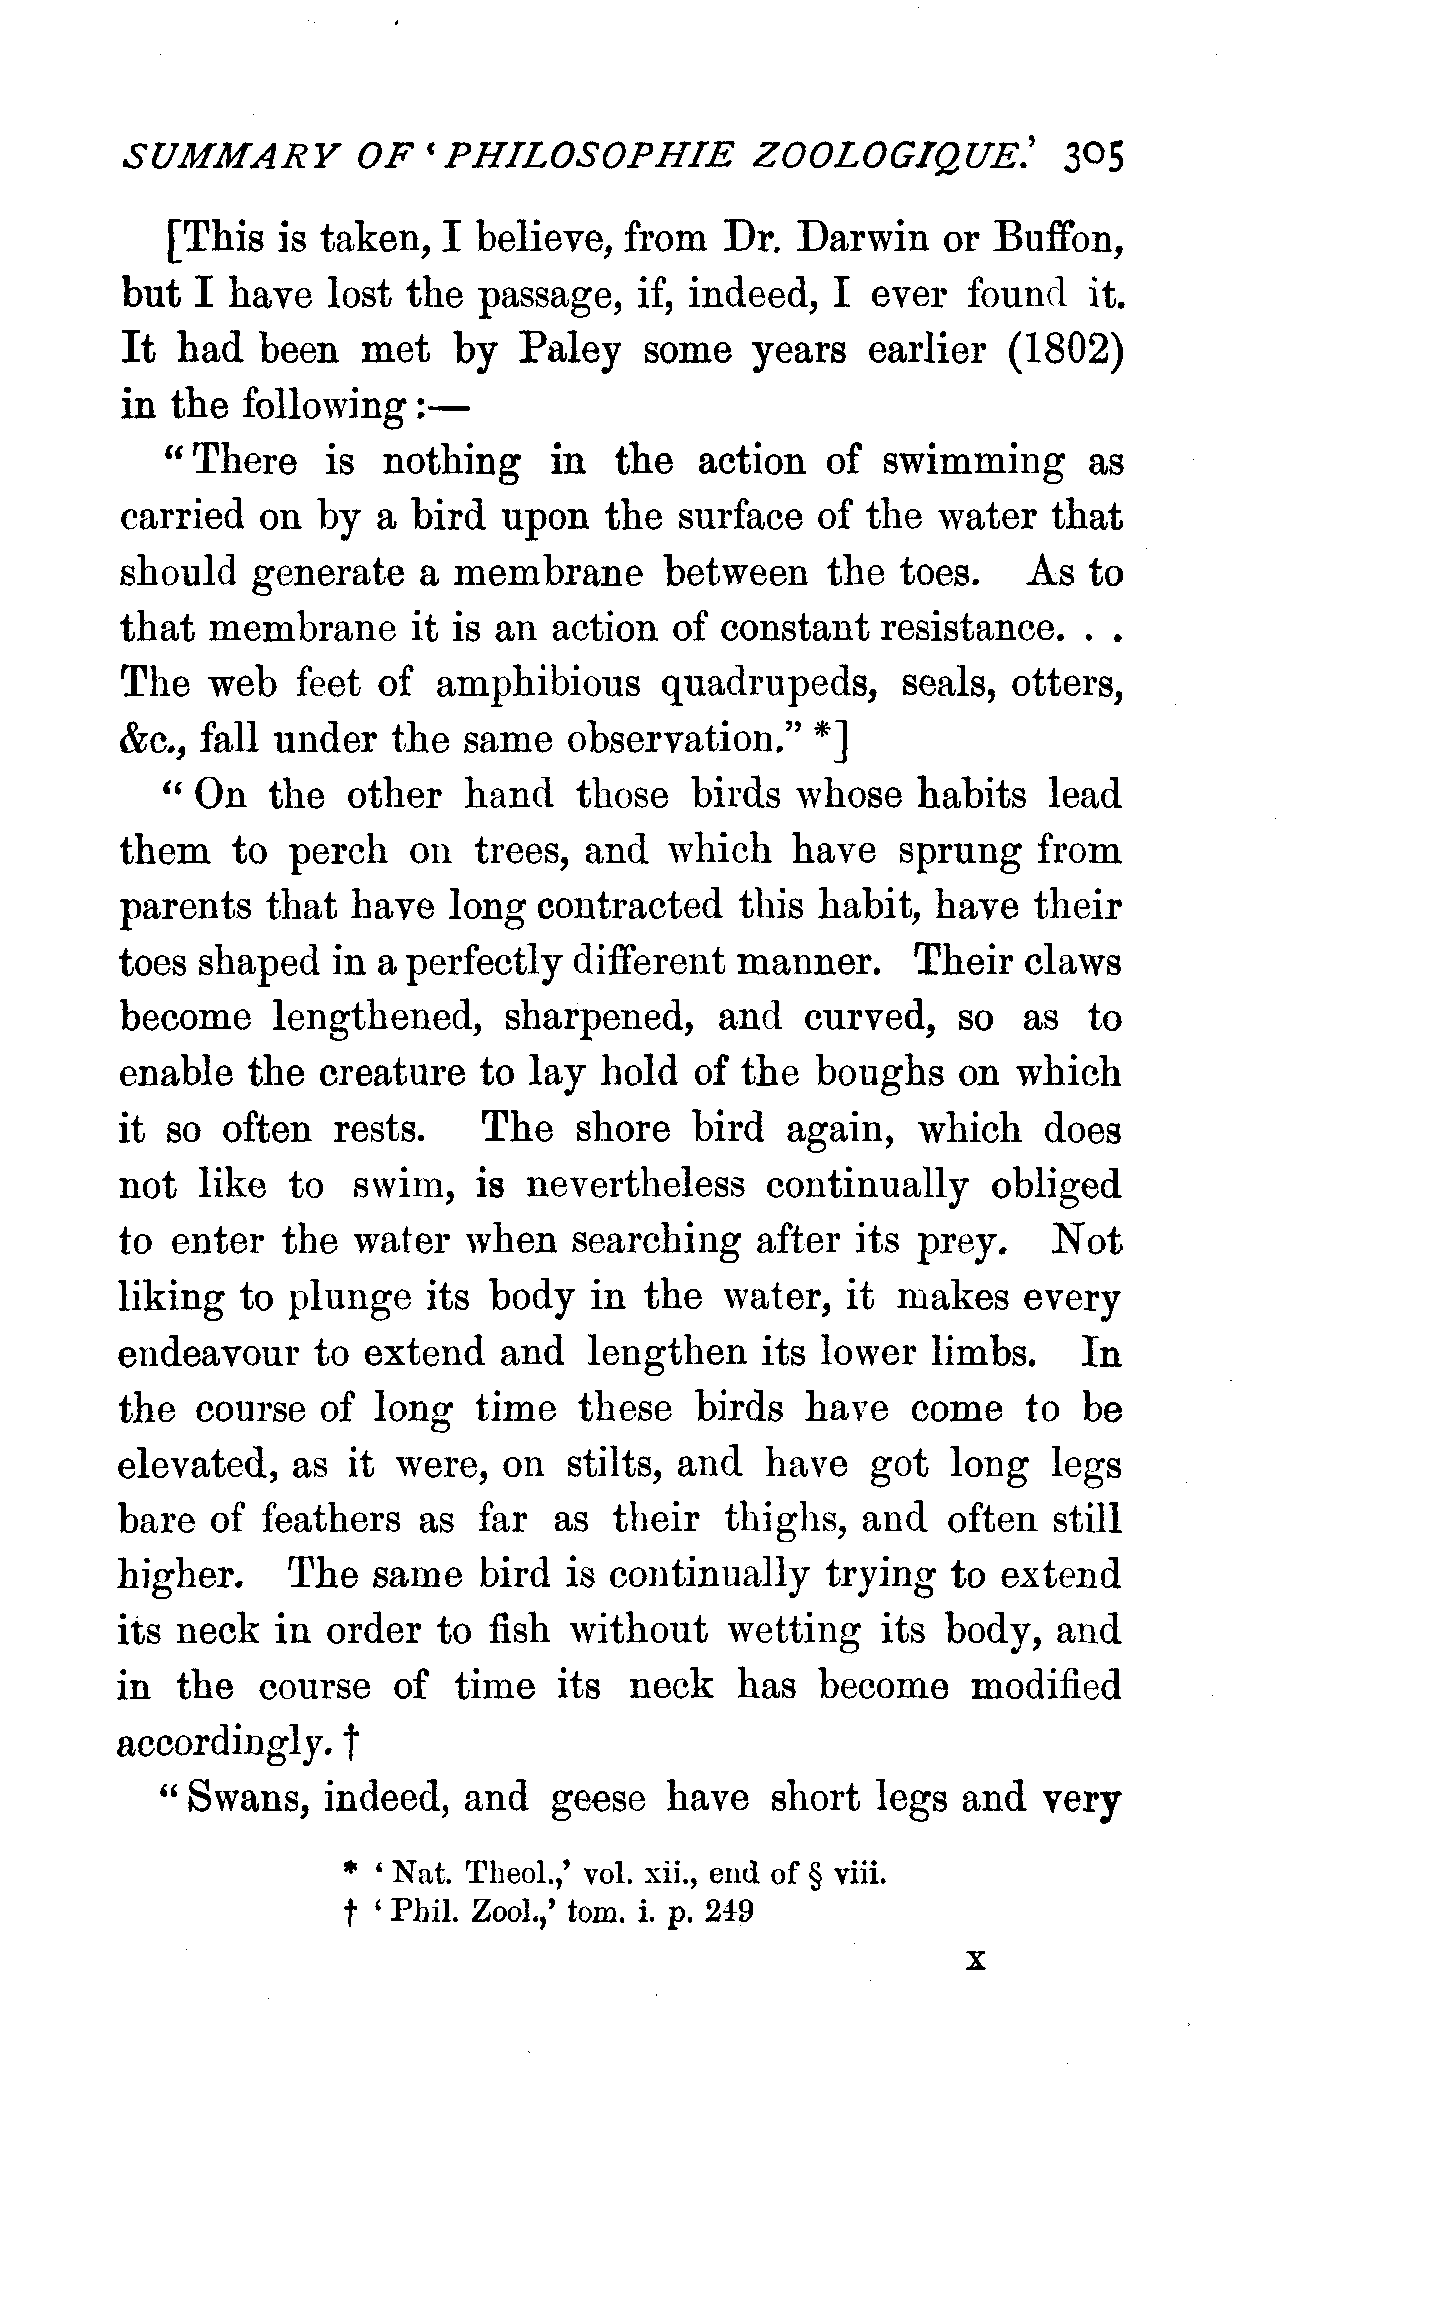 SUMMARY OF ‘PHILOSOPHIE ZOOLOGIQUE.’ 305
[This is taken, I believe, from Dr. Darwin or Buffon,
but I have lost the passage, if, indeed, I ever found it.
It had been met by Paley some years earlier (1802)
in the following :—
“There is nothing in the action of swimming as
carried on by a bird upon the surface of the water that
should generate a membrane between the toes. As to
that membrane it is an action of constant resistance. . .
The web feet of amphibious quadrupeds, seals, otters,
&c., fall under the same observation.” *]
“On the other hand those birds whose habits lead
them to perch on trees, and which have sprung from
parents that have long contracted this habit, have their
toes shaped in a perfectly different manner. Their claws
become lengthened, sharpened, and curved, so as to
enable the creature to lay hold of the boughs on which
it so often rests. The shore bird again, which does
not like to swim, is nevertheless continually obliged
to enter the water when searching after its prey. Not
liking to plunge its body in the water, it makes every
endeavour to extend and lengthen its lower limbs. In
the course of long time these birds have come to be
elevated, as it were, on stilts, and have got long legs
bare of feathers as far as their thighs, and often still
higher. The same bird is continually trying to extend
its neck in order to fish without wetting its body, and
in the course of time its neck has become modified
accordingly. †
“Swans, indeed, and geese have short legs and very
* ‘Nat. Theol.,’ vol. xii., end of § viii.
† ‘Phil. Zool.,’ tom. i. p. 249
X